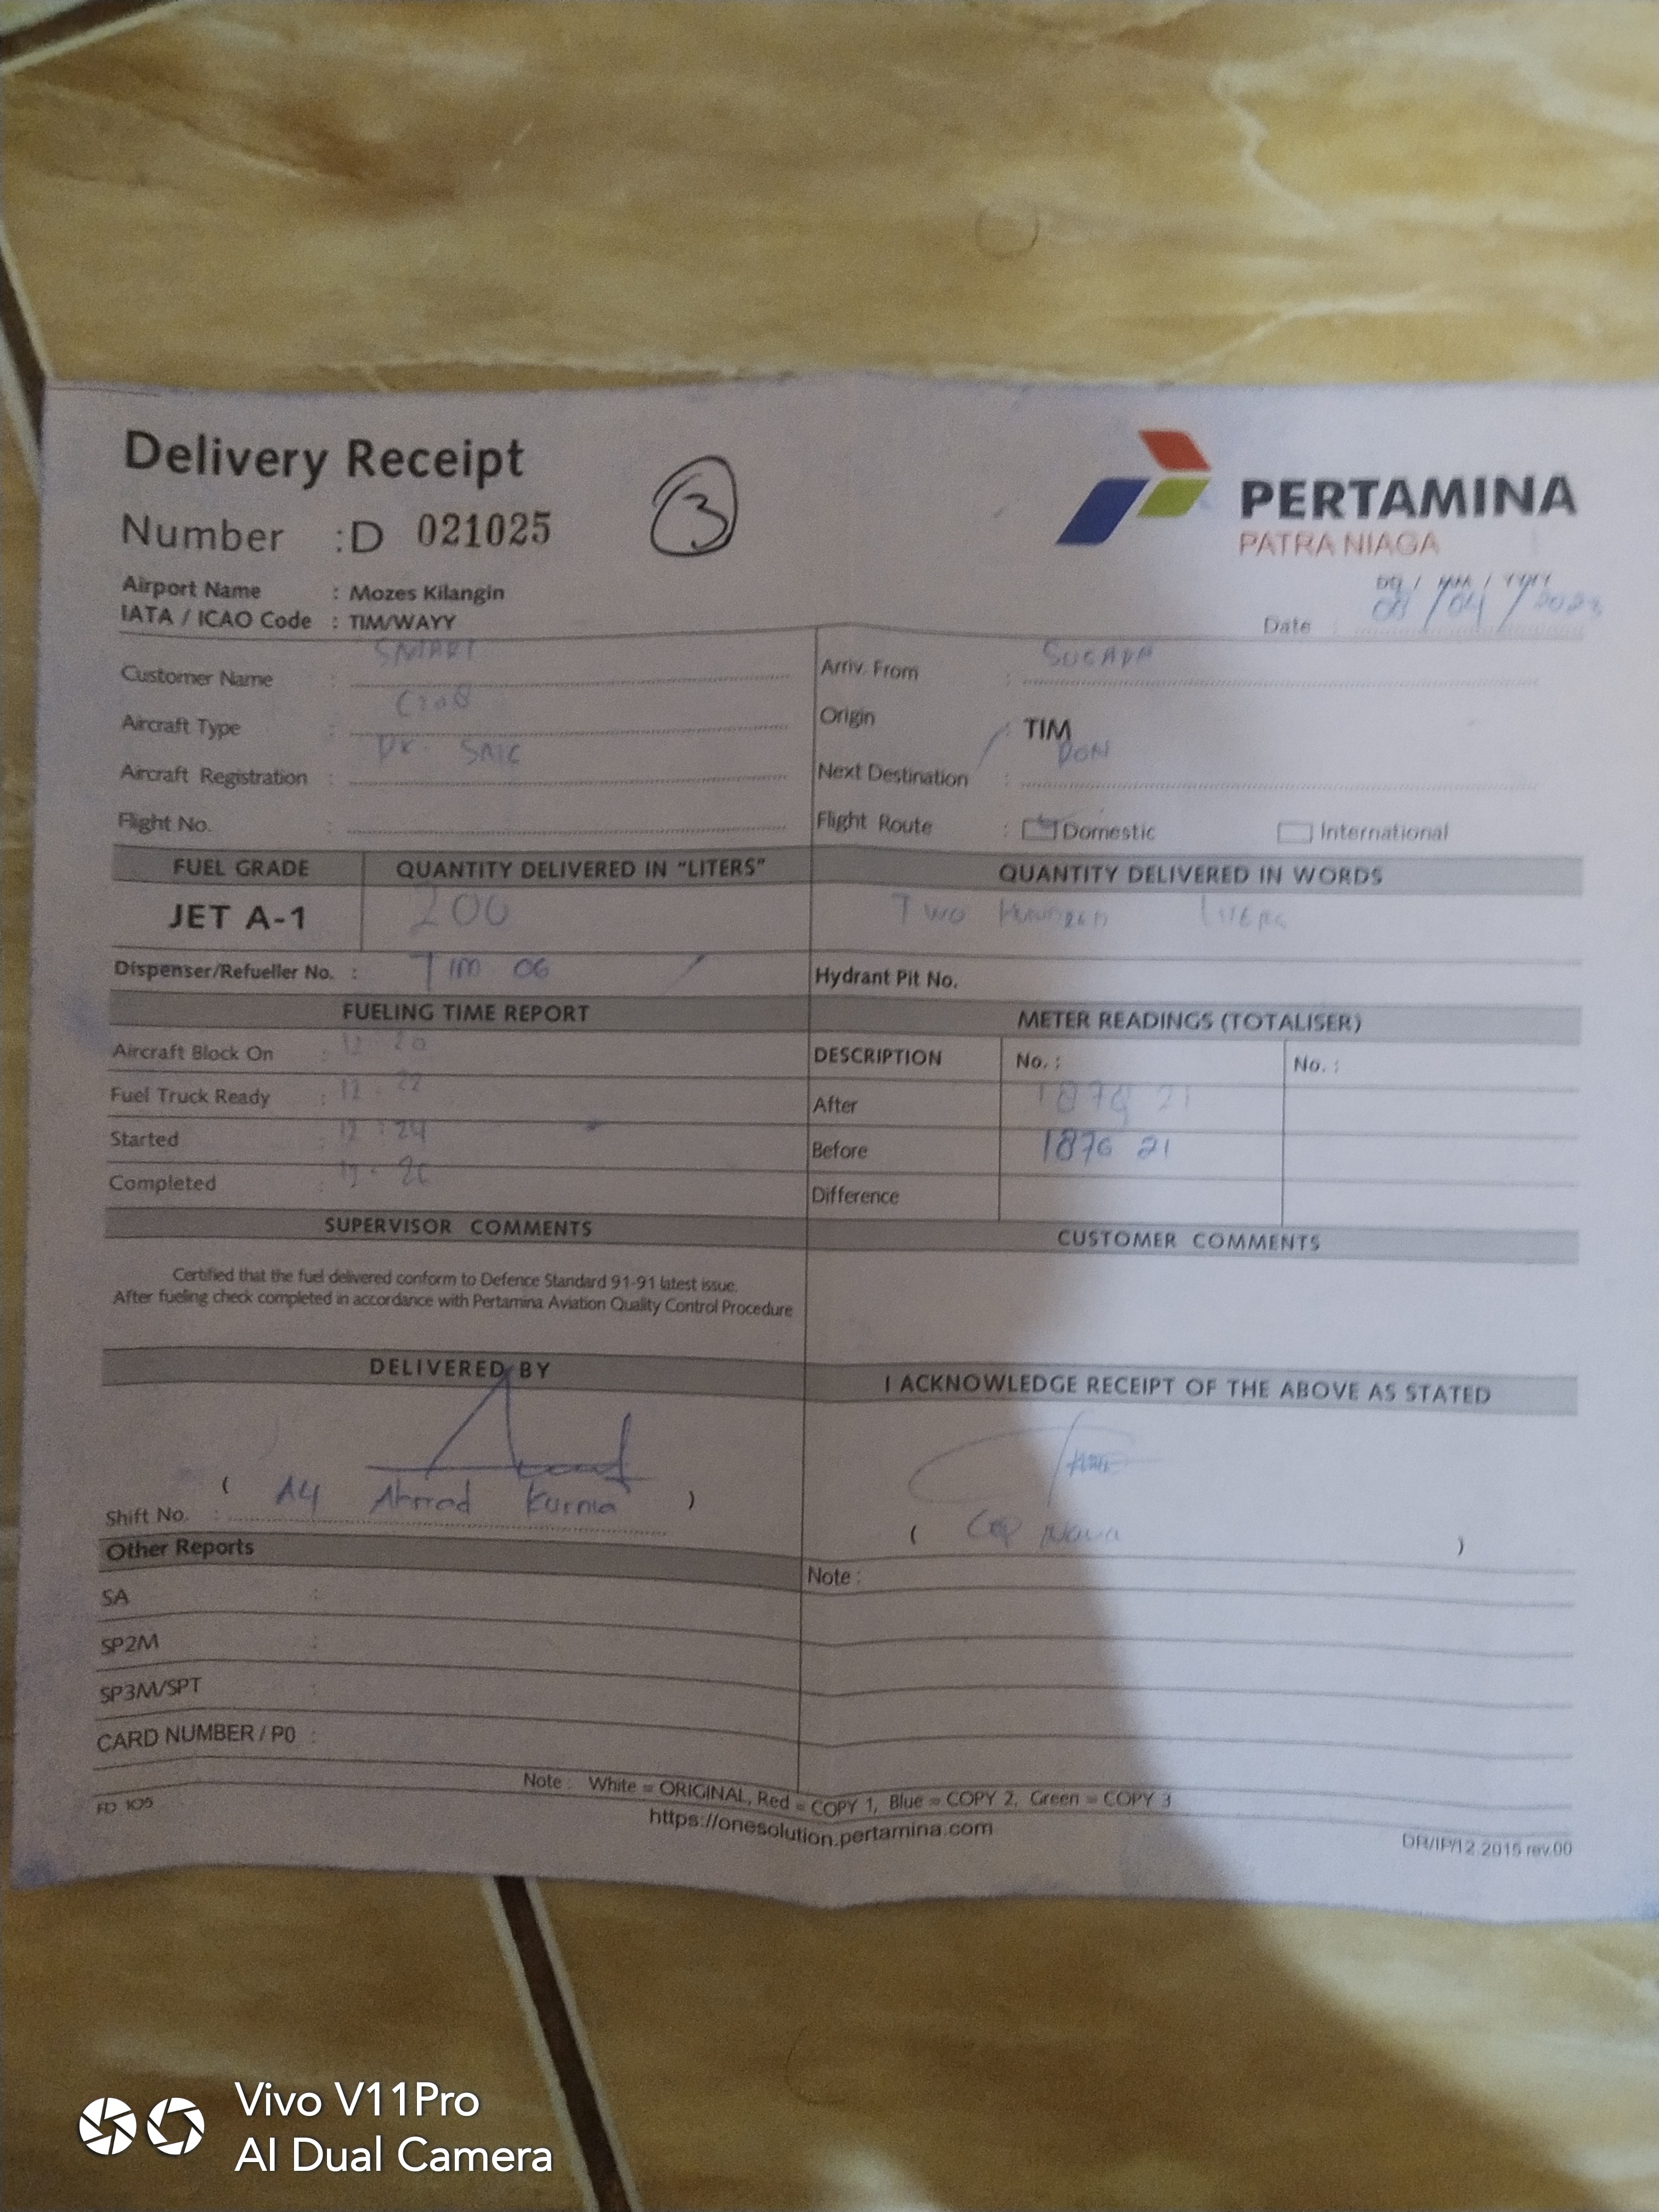 Delivery Receipt
Number :D 021025
3
PERTAMINA
PATRA NIAGA
Airport Name : Mozes Kilangin
IATA / ICAO Code : TIM/WAYY
DD / MM / YYYY
Date : 08 / 04 / 2023
Customer Name : SMART
Aircraft Type : C208
Aircraft Registration : PK-
Flight No. :
Arriv. From : SUGAPA
Origin : TIM
Next Destination :
Flight Route : Domestic International
FUEL GRADE QUANTITY DELIVERED IN "LITERS" QUANTITY DELIVERED IN WORDS
JET A-1 200 TWO HUNDRED LITERS
Dispenser/Refueller No. : TIM 06 Hydrant Pit No.
FUELING TIME REPORT
Aircraft Block On : 12 20
Fuel Truck Ready : 12 . 22
Started : 12 : 24
Completed : 12 . 26
METER READINGS (TOTALISER)
DESCRIPTION No. : No. :
After 1878 21
Before 1876 21
Difference
SUPERVISOR COMMENTS
Certified that the fuel delivered conform to Defence Standard 91-91 latest issue.
After fueling check completed in accordance with Pertamina Aviation Quality Control Procedure
CUSTOMER COMMENTS
DELIVERED BY
( A4 Ahmad Kurnia )
Shift No. :
I ACKNOWLEDGE RECEIPT OF THE ABOVE AS STATED
( )
Other Reports
SA :
SP2M :
SP3M/SPT :
CARD NUMBER / P0 :
Note :
Note : White = ORIGINAL, Red = COPY 1, Blue = COPY 2, Green = COPY 3
https://onesolution.pertamina.com
FD 105
DR/IP/12.2015 rev.00
Vivo V11Pro
AI Dual Camera